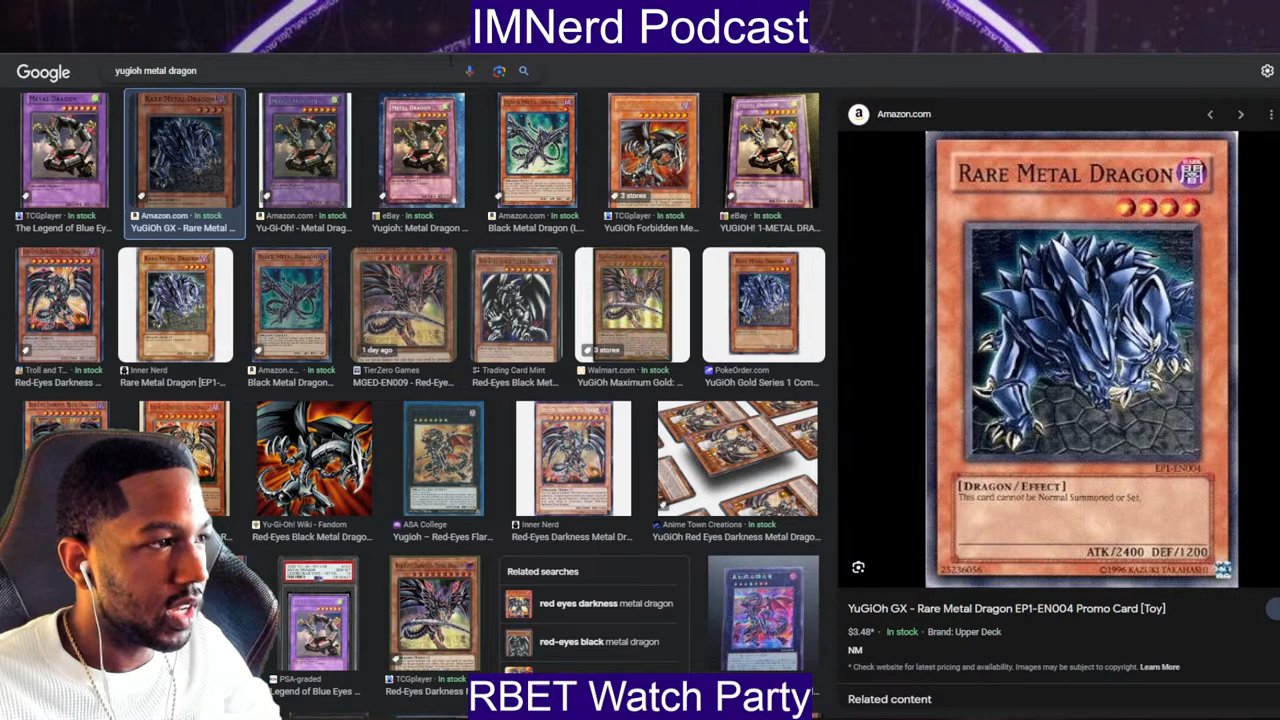 IMNerd Podcast
Google
yugioh metal dragon
TCGplayer · In stock
The Legend of Blue Ey...
Amazon.com · In stock
YuGiOh GX - Rare Metal ...
Amazon.com · In stock
Yu-Gi-Oh! - Metal Drag...
eBay · In stock
Yugioh: Metal Dragon ...
Amazon.com · In stock
Black Metal Dragon (L...
3 stores
TCGplayer · In stock
YuGiOh Forbidden Me...
eBay · In stock
YUGIOH! 1-METAL DRA...
Troll and T... · In stock
Red-Eyes Darkness ...
Inner Nerd
Rare Metal Dragon [EP1-...
Amazon.c... · In stock
Black Metal Dragon...
1 day ago
TierZero Games
MGED-EN009 - Red-Eye...
Trading Card Mint
Red-Eyes Black Met...
3 stores
Walmart.com · In stock
YuGiOh Maximum Gold: ...
PokeOrder.com
YuGiOh Gold Series 1 Com...
Yu-Gi-Oh! Wiki - Fandom
Red-Eyes Black Metal Drago...
ASA College
Yugioh – Red-Eyes Flar...
Inner Nerd
Red-Eyes Darkness Metal Dr...
Anime Town Creations · In stock
YuGiOh Red Eyes Darkness Metal Drago...
PSA-graded
Legend of Blue Eyes ...
TCGplayer · In stock
Red-Eyes Darkness
Related searches
red eyes darkness metal dragon
red-eyes black metal dragon
Amazon.com
RARE METAL DRAGON
闇
EP1-EN004
[DRAGON/EFFECT]
This card cannot be Normal Summoned or Set.
ATK/2400 DEF/1200
25236056
©1996 KAZUKI TAKAHASHI
YuGiOh GX - Rare Metal Dragon EP1-EN004 Promo Card [Toy]
$3.48* · In stock · Brand: Upper Deck
NM
* Check website for latest pricing and availability. Images may be subject to copyright. Learn More
Related content
RBET Watch Party